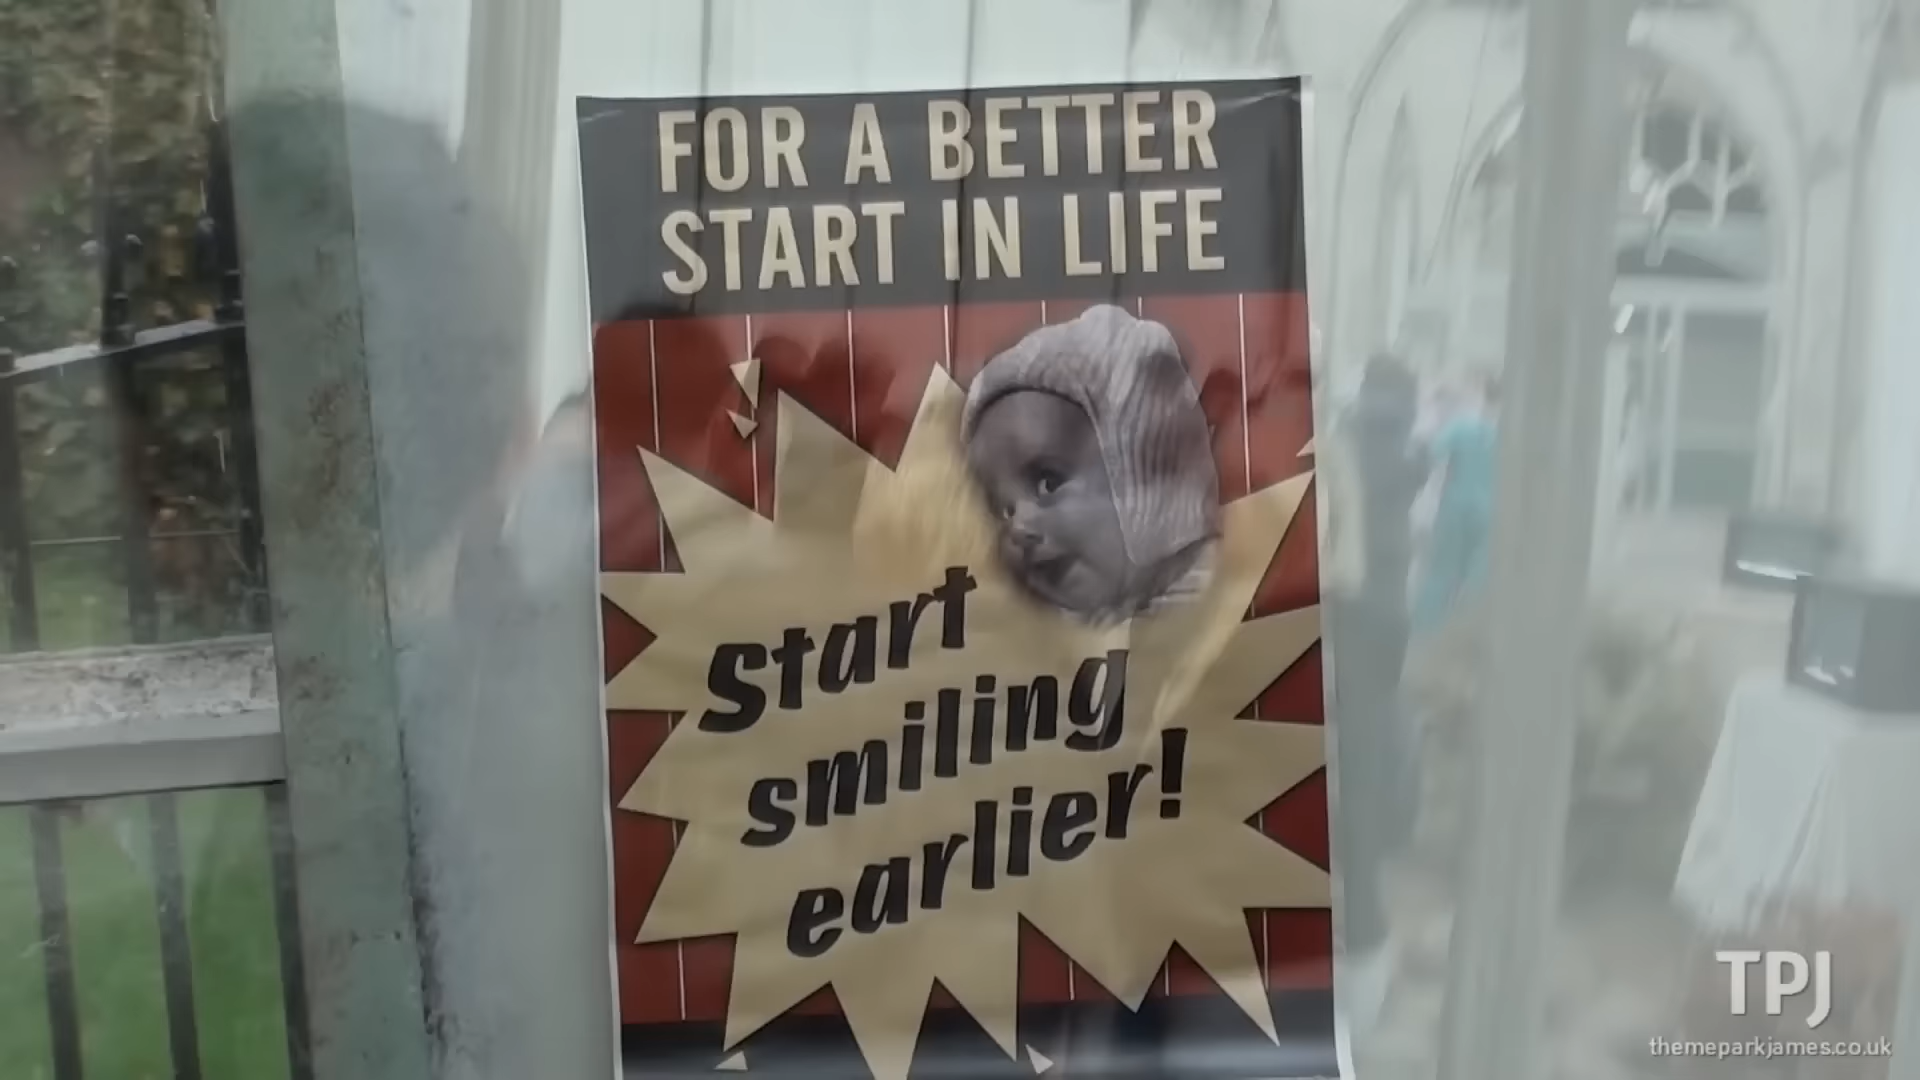 FOR A BETTER
START IN LIFE
Start
smiling
earlier!
TPJ
themeparkjames.co.uk